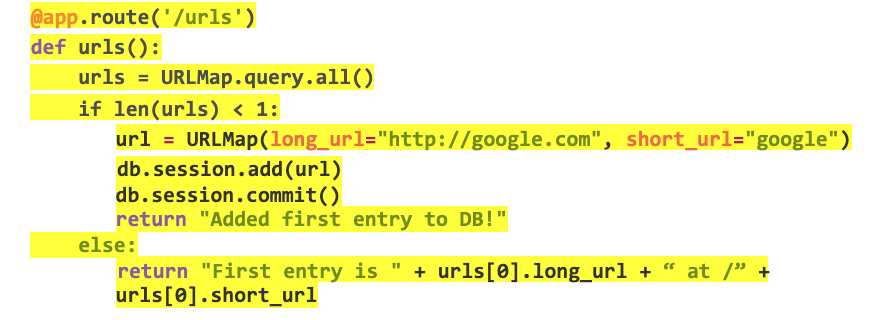 @app.route('/urls')
def urls():
    urls = URLMap.query.all()
    if len(urls) < 1:
        url = URLMap(long_url="http://google.com", short_url="google")
        db.session.add(url)
        db.session.commit()
        return "Added first entry to DB!"
    else:
        return "First entry is " + urls[0].long_url + “ at /” +
        urls[0].short_url